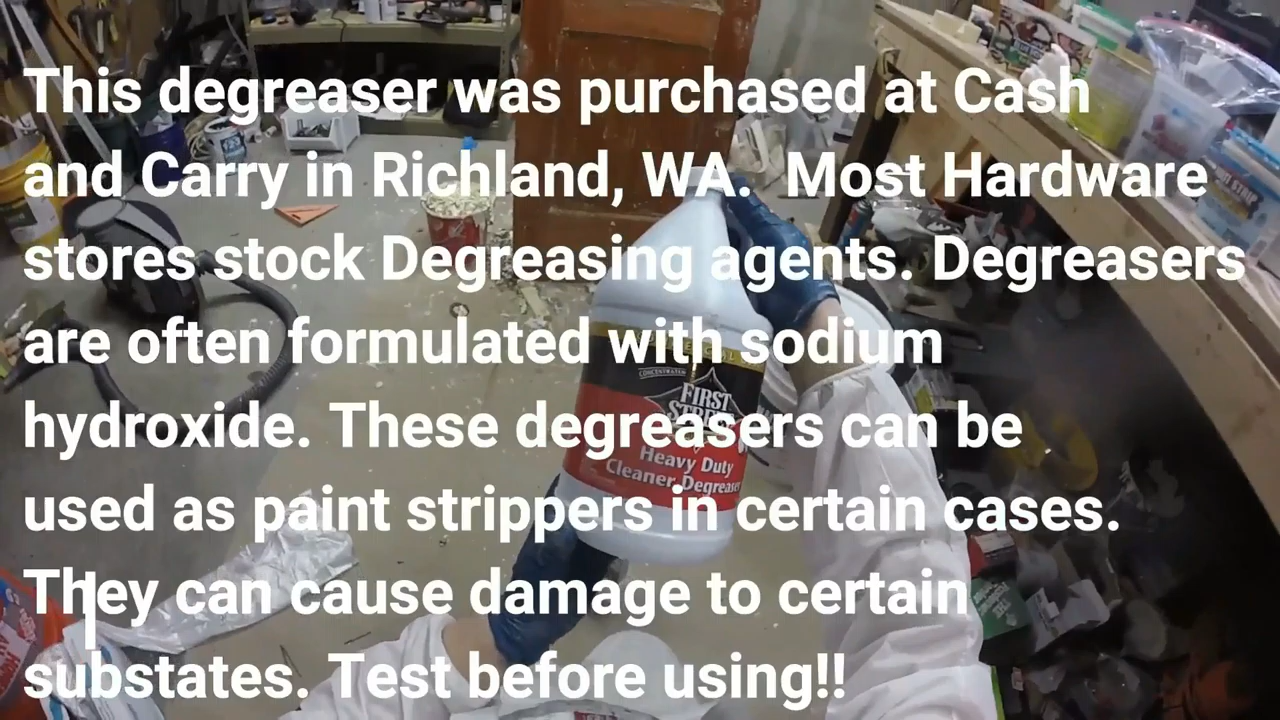 This degreaser was purchased at Cash
and Carry in Richland, WA.  Most Hardware
stores stock Degreasing agents. Degreasers
are often formulated with sodium
hydroxide. These degreasers can be
used as paint strippers in certain cases.
They can cause damage to certain
substates. Test before using!!
CONCENTRATED
FIRST
STREET
Heavy Duty
Cleaner Degreaser